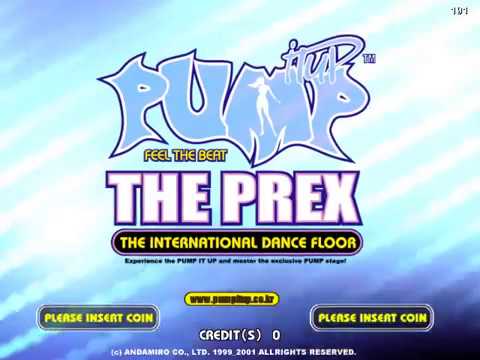 191
PUMP it UP™
FEEL THE BEAT
THE PREX
THE INTERNATIONAL DANCE FLOOR
Experience the PUMP IT UP and master the exclusive PUMP stage!
www.pumpitup.co.kr
PLEASE INSERT COIN
PLEASE INSERT COIN
CREDIT(S) 0
(c) ANDAMIRO CO., LTD. 1999_2001 ALLRIGHTS RESERVED.